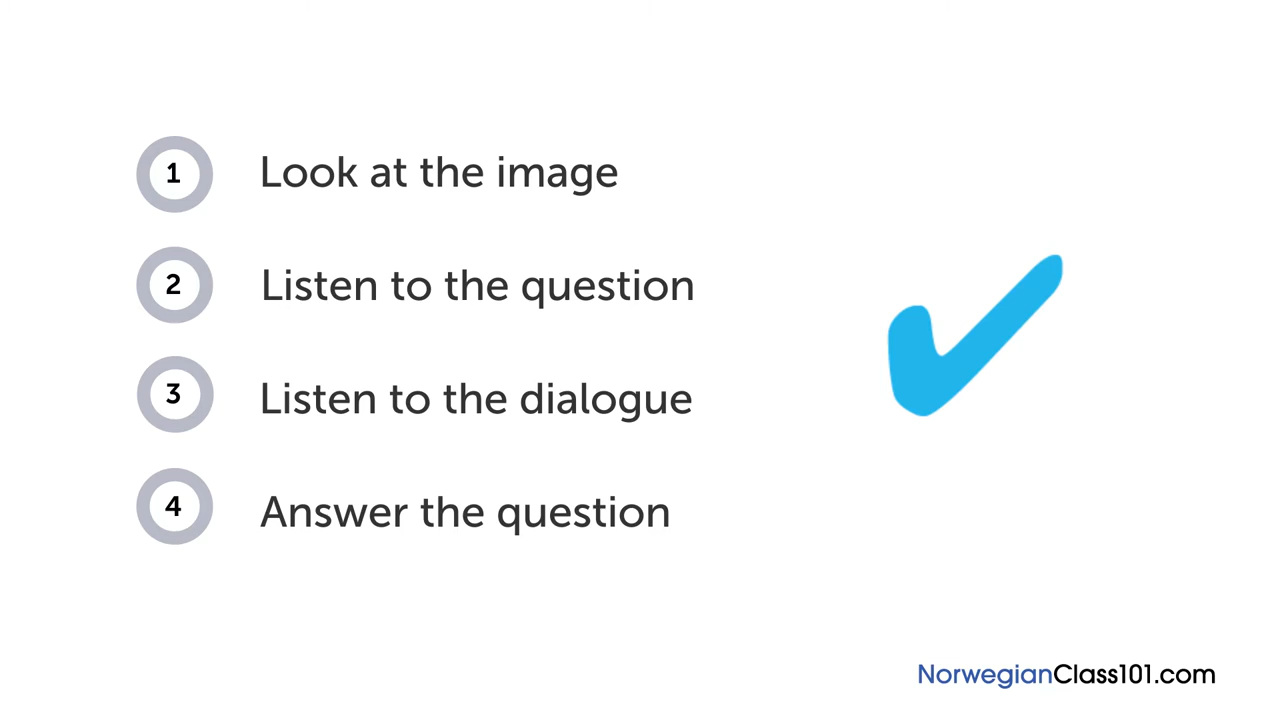 1 Look at the image
2 Listen to the question
3 Listen to the dialogue
4 Answer the question
NorwegianClass101.com